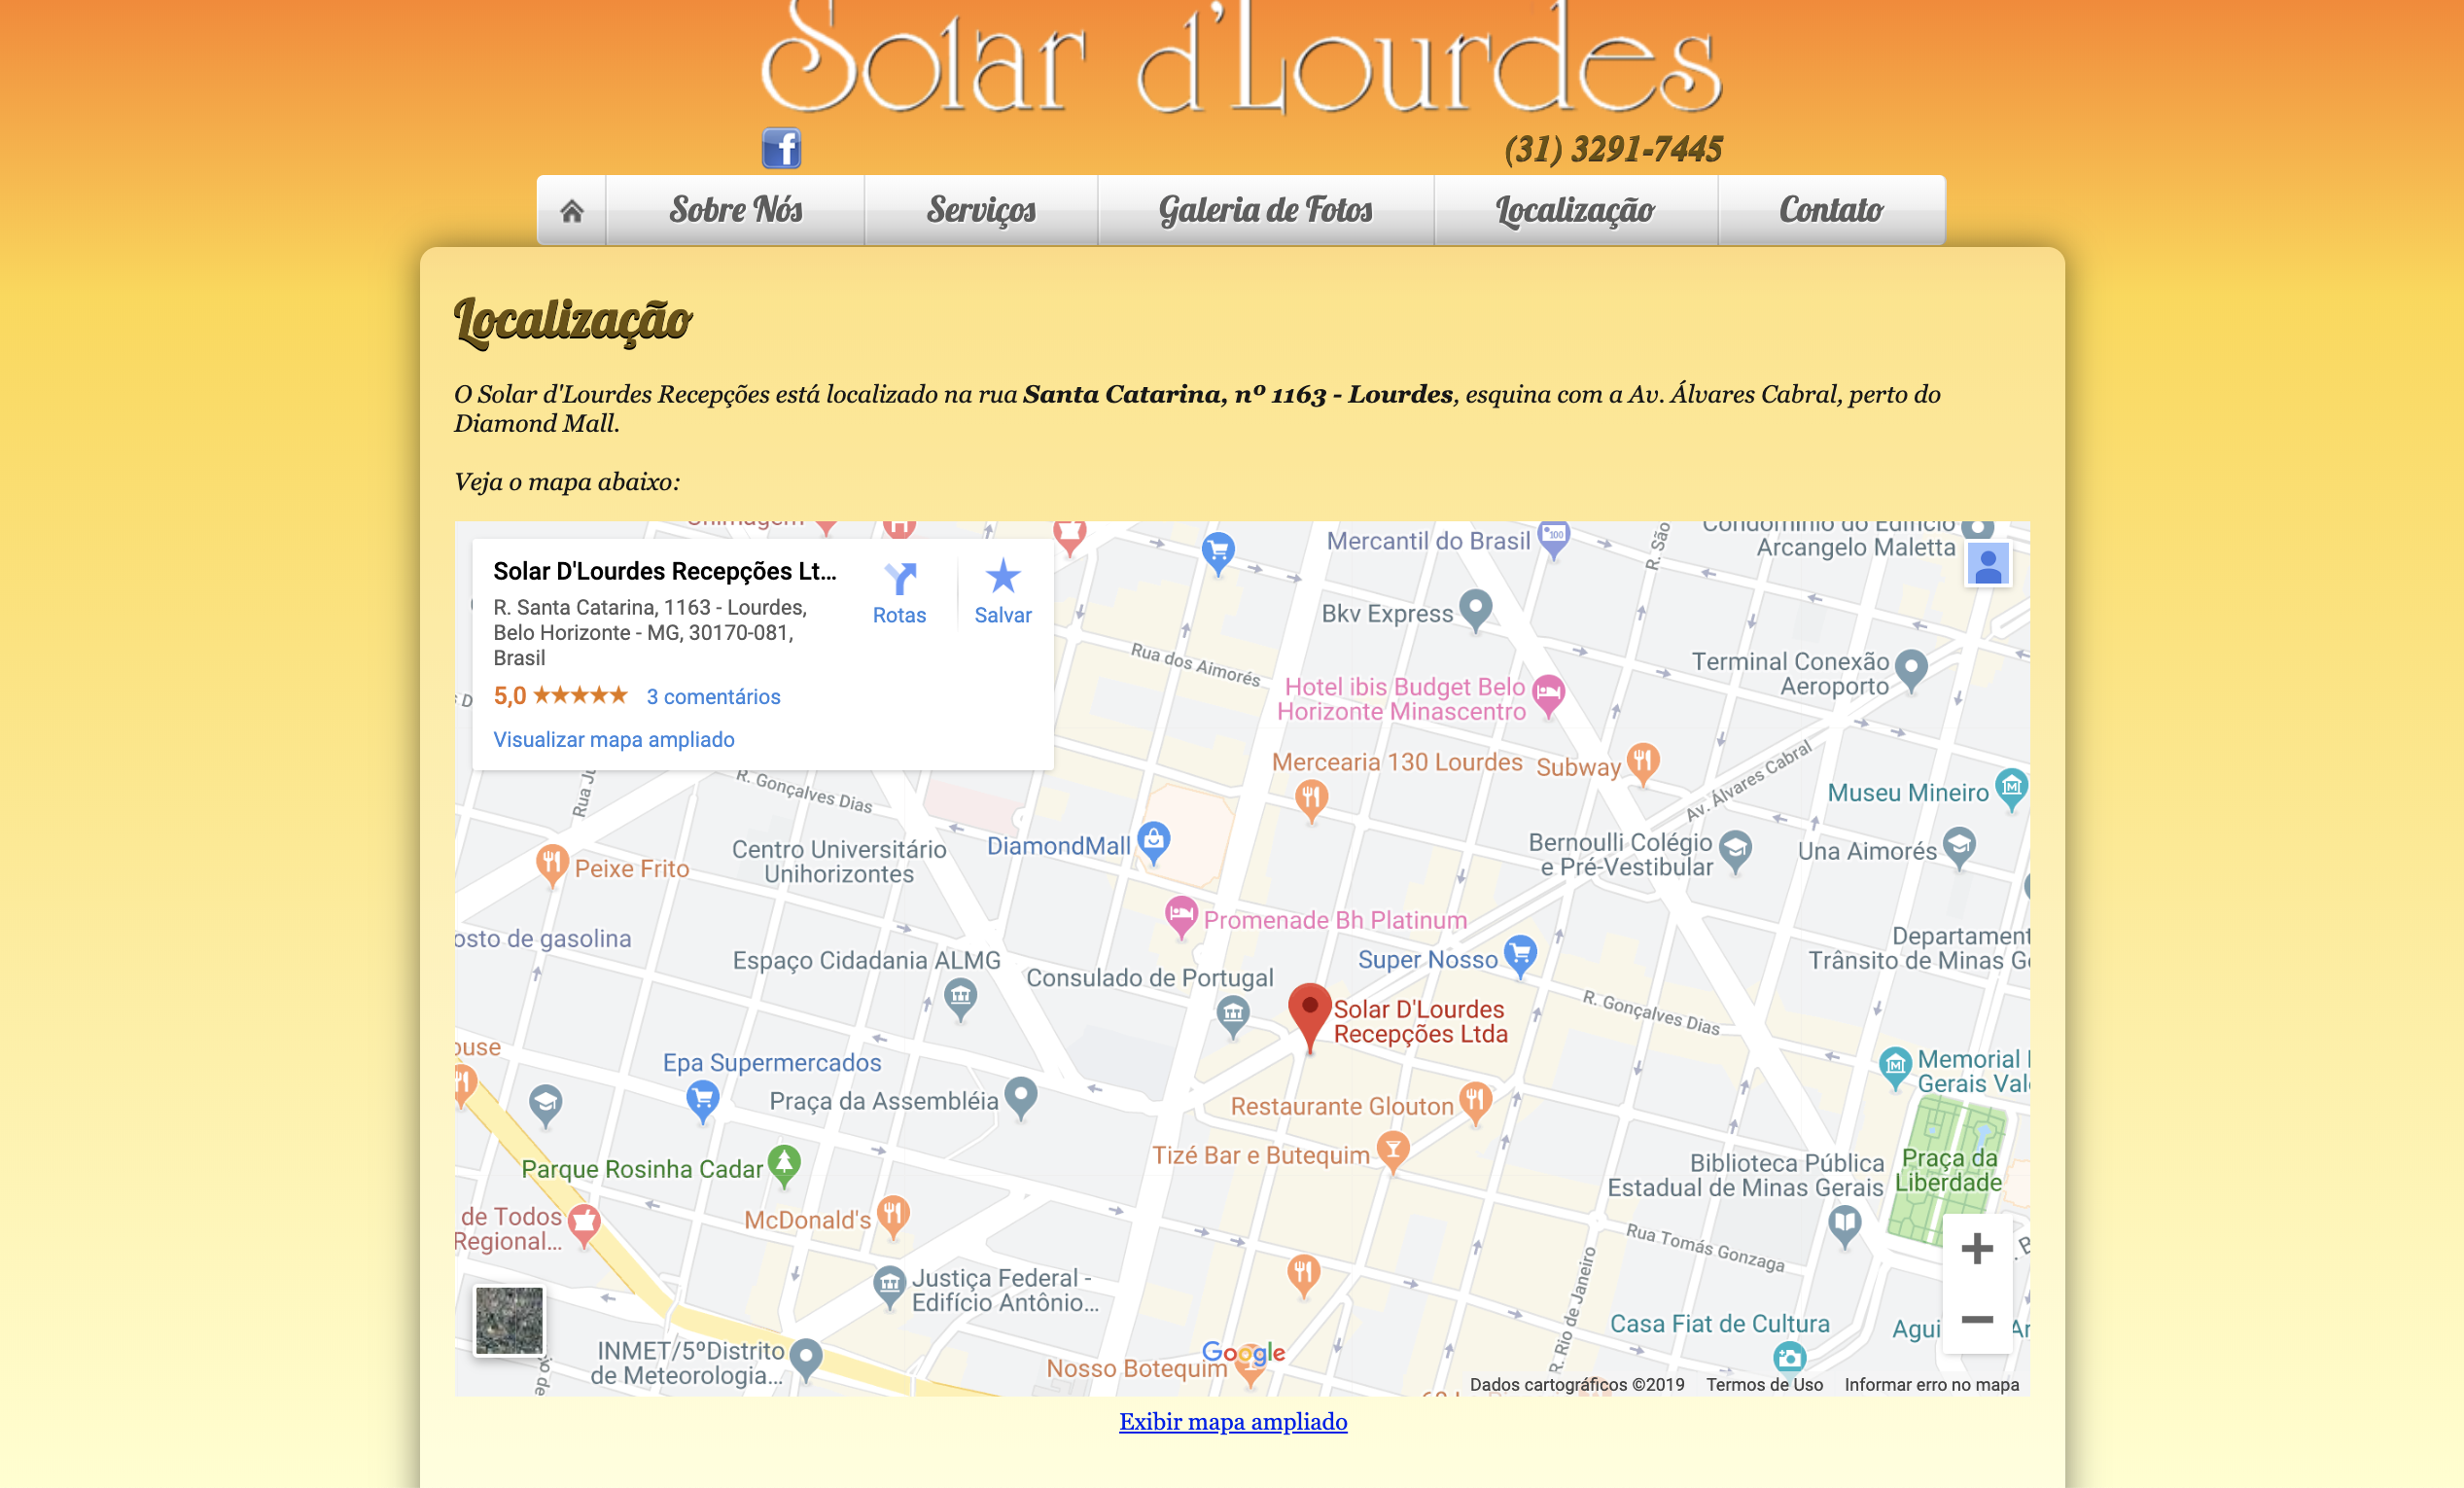 Solar d'Lourdes
(31) 3291-7445
Sobre Nós
Serviços
Galeria de Fotos
Localização
Contato
Localização
O Solar d'Lourdes Recepções está localizado na rua Santa Catarina, nº 1163 - Lourdes, esquina com a Av. Álvares Cabral, perto do
Diamond Mall.
Veja o mapa abaixo:
Solar D'Lourdes Recepções Lt...
R. Santa Catarina, 1163 - Lourdes,
Belo Horizonte - MG, 30170-081,
Brasil
5,0
3 comentários
Visualizar mapa ampliado
Rotas
Salvar
Mercantil do Brasil
Condomínio do Edifício
Arcangelo Maletta
R. São
Bkv Express
Rua dos Aimorés
Terminal Conexão
Aeroporto
Hotel ibis Budget Belo
Horizonte Minascentro
Mercearia 130 Lourdes
Subway
Av. Álvares Cabral
Museu Mineiro
R. Gonçalves Dias
Centro Universitário
Unihorizontes
DiamondMall
Bernoulli Colégio
e Pré-Vestibular
Una Aimorés
Peixe Frito
Promenade Bh Platinum
osto de gasolina
Espaço Cidadania ALMG
Consulado de Portugal
Super Nosso
Departament
Trânsito de Minas Ge
Solar D'Lourdes
Recepções Ltda
R. Gonçalves Dias
ouse
Epa Supermercados
Praça da Assembléia
Memorial
Gerais Val
Restaurante Glouton
Tizé Bar e Butequim
Parque Rosinha Cadar
Biblioteca Pública
Estadual de Minas Gerais
Praça da
Liberdade
de Todos
Regional...
McDonald's
Rua Tomás Gonzaga
R. Rio de Janeiro
Justiça Federal -
Edifício Antônio...
Casa Fiat de Cultura
INMET/5ºDistrito
de Meteorologia...
Nosso Botequim
Google
Dados cartográficos ©2019
Termos de Uso
Informar erro no mapa
Exibir mapa ampliado